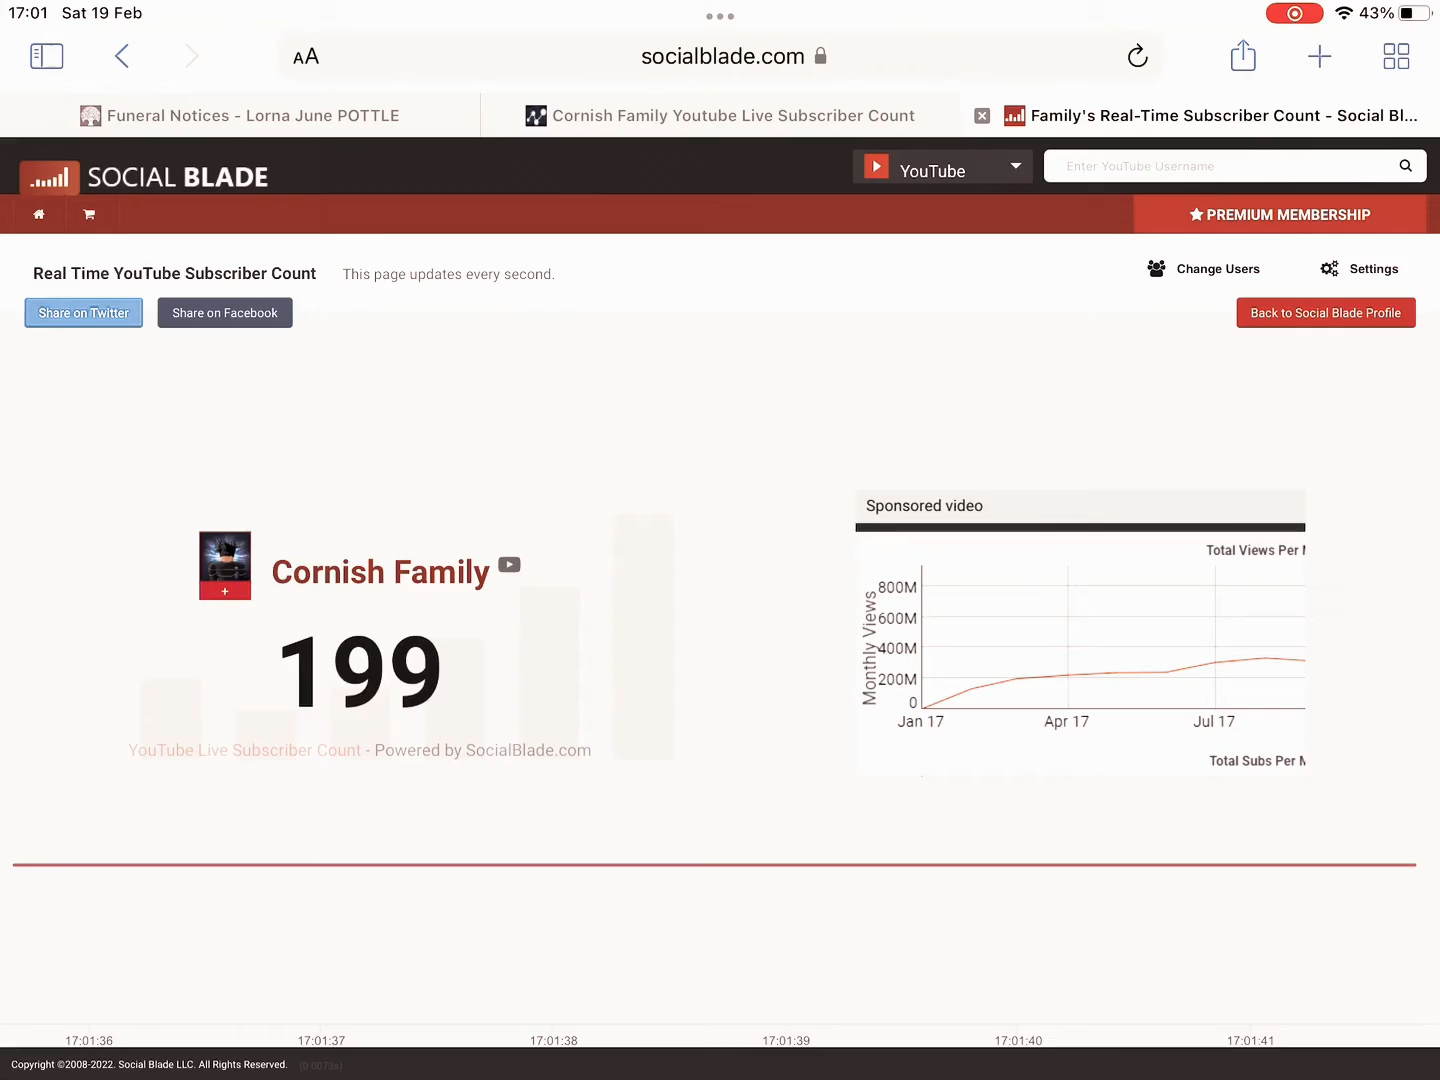 17:01 Sat 19 Feb
43%
AA
socialblade.com
Funeral Notices - Lorna June POTTLE
Cornish Family Youtube Live Subscriber Count
Family's Real-Time Subscriber Count - Social Bl...
SOCIAL BLADE
YouTube
Enter YouTube Username
PREMIUM MEMBERSHIP
Real Time YouTube Subscriber Count
This page updates every second.
Change Users
Settings
Share on Twitter
Share on Facebook
Back to Social Blade Profile
Cornish Family
199
YouTube Live Subscriber Count - Powered by SocialBlade.com
Sponsored video
Total Views Per
Monthly Views
800M
600M
400M
200M
0
Jan 17
Apr 17
Jul 17
Total Subs Per
17:01:36
17:01:37
17:01:38
17:01:39
17:01:40
17:01:41
Copyright ©2008-2022. Social Blade LLC. All Rights Reserved.
(0.0073s)